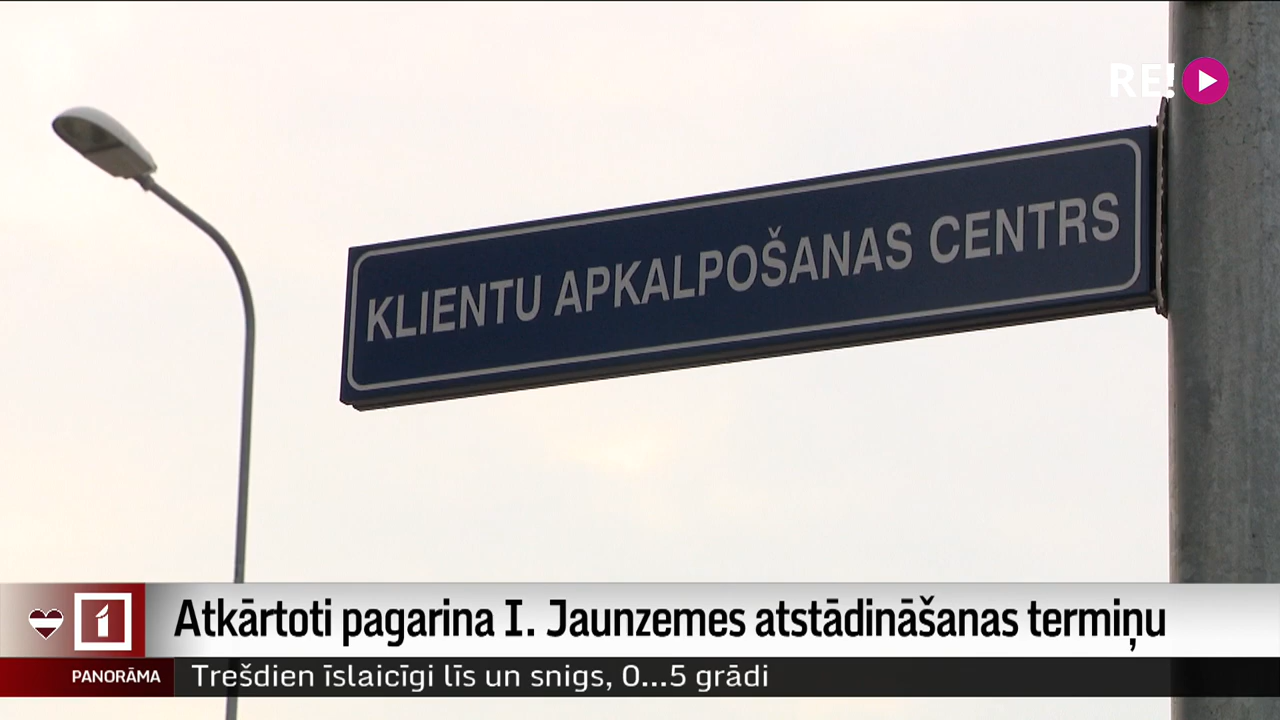 RE!
KLIENTU APKALPOŠANAS CENTRS
1 Atkārtoti pagarina I. Jaunzemes atstādināšanas termiņu
PANORĀMA Trešdien īslaicīgi līs un snigs, 0...5 grādi